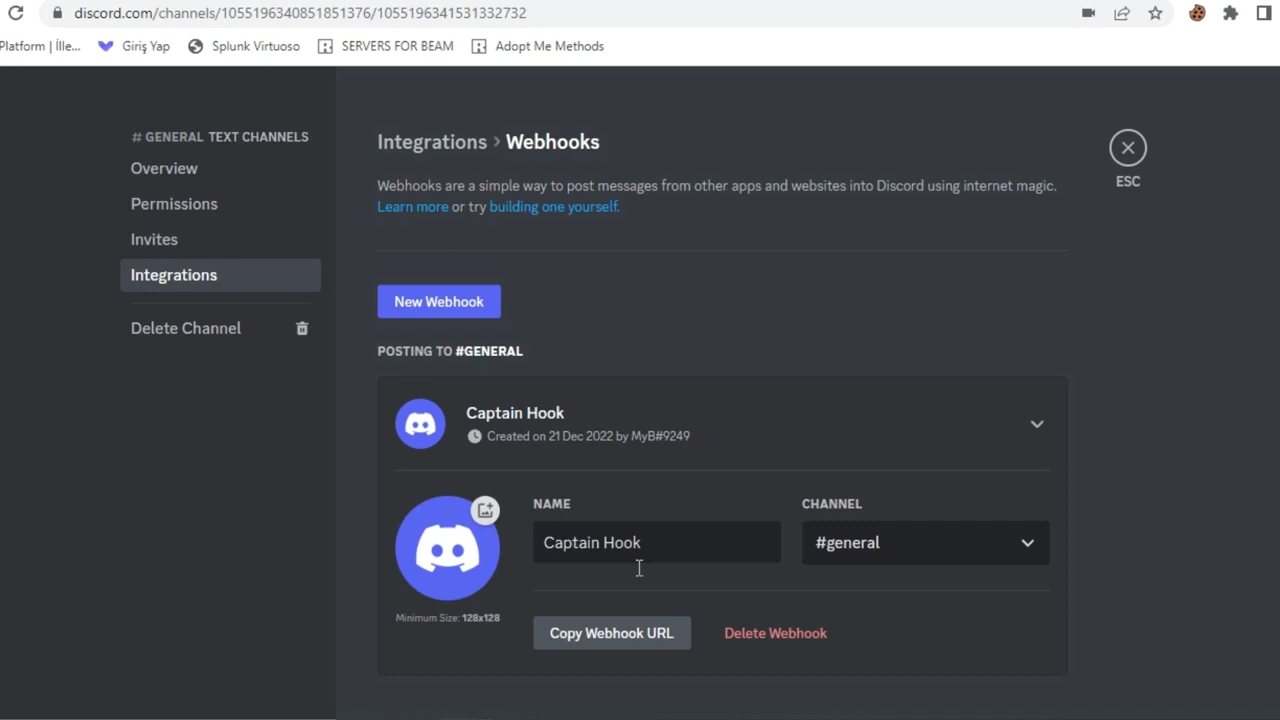 discord.com/channels/1055196340851851376/1055196341531332732
Platform | İlle... Giriş Yap Splunk Virtuoso SERVERS FOR BEAM Adopt Me Methods
# GENERAL TEXT CHANNELS
Overview
Permissions
Invites
Integrations
Delete Channel
Integrations > Webhooks
Webhooks are a simple way to post messages from other apps and websites into Discord using internet magic.
Learn more or try building one yourself.
ESC
New Webhook
POSTING TO #GENERAL
Captain Hook
Created on 21 Dec 2022 by MyB#9249
NAME
Captain Hook
CHANNEL
#general
Minimum Size: 128x128
Copy Webhook URL
Delete Webhook